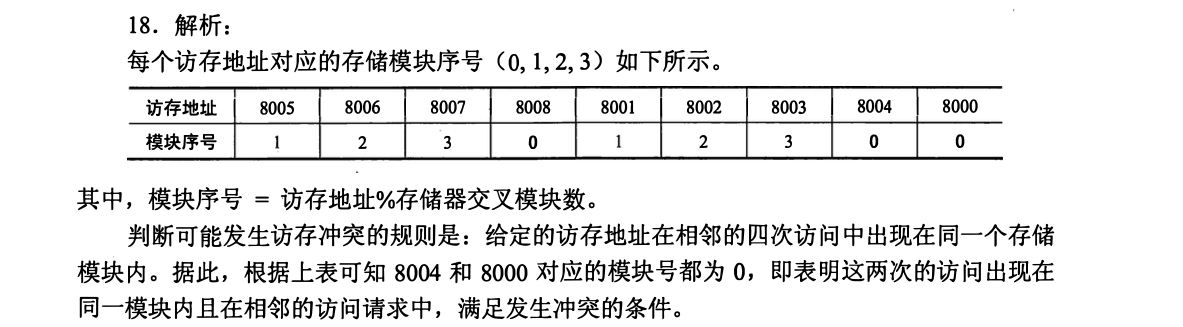 18．解析：
每个访存地址对应的存储模块序号（0, 1, 2, 3）如下所示。
访存地址 8005 8006 8007 8008 8001 8002 8003 8004 8000
模块序号 1 2 3 0 1 2 3 0 0
其中，模块序号 = 访存地址%存储器交叉模块数。
判断可能发生访存冲突的规则是：给定的访存地址在相邻的四次访问中出现在同一个存储
模块内。据此，根据上表可知 8004 和 8000 对应的模块号都为 0，即表明这两次的访问出现在
同一模块内且在相邻的访问请求中，满足发生冲突的条件。